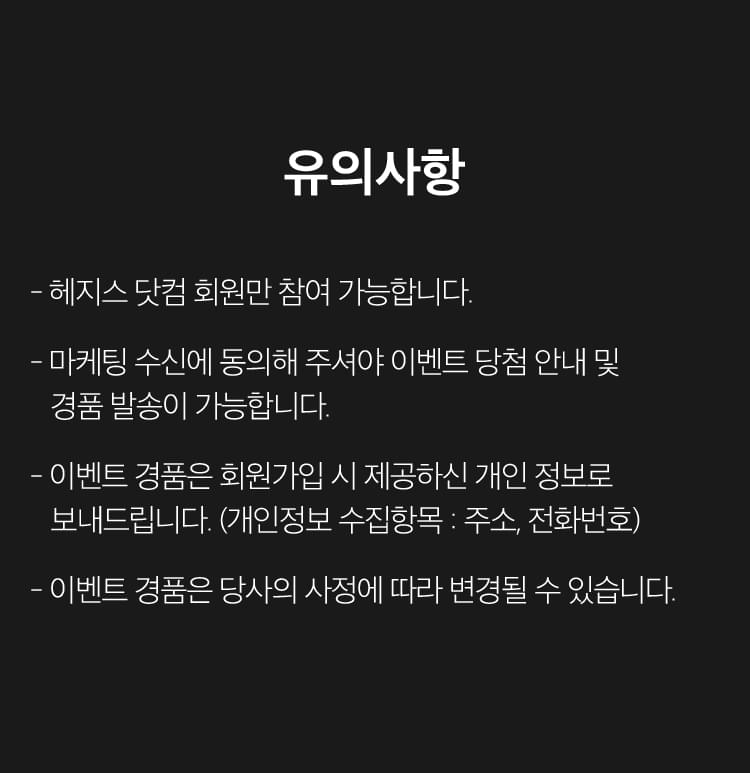 유의사항
- 헤지스 닷컴 회원만 참여 가능합니다.
- 마케팅 수신에 동의해 주셔야 이벤트 당첨 안내 및
경품 발송이 가능합니다.
- 이벤트 경품은 회원가입 시 제공하신 개인 정보로
보내드립니다. (개인정보 수집항목 : 주소, 전화번호)
- 이벤트 경품은 당사의 사정에 따라 변경될 수 있습니다.